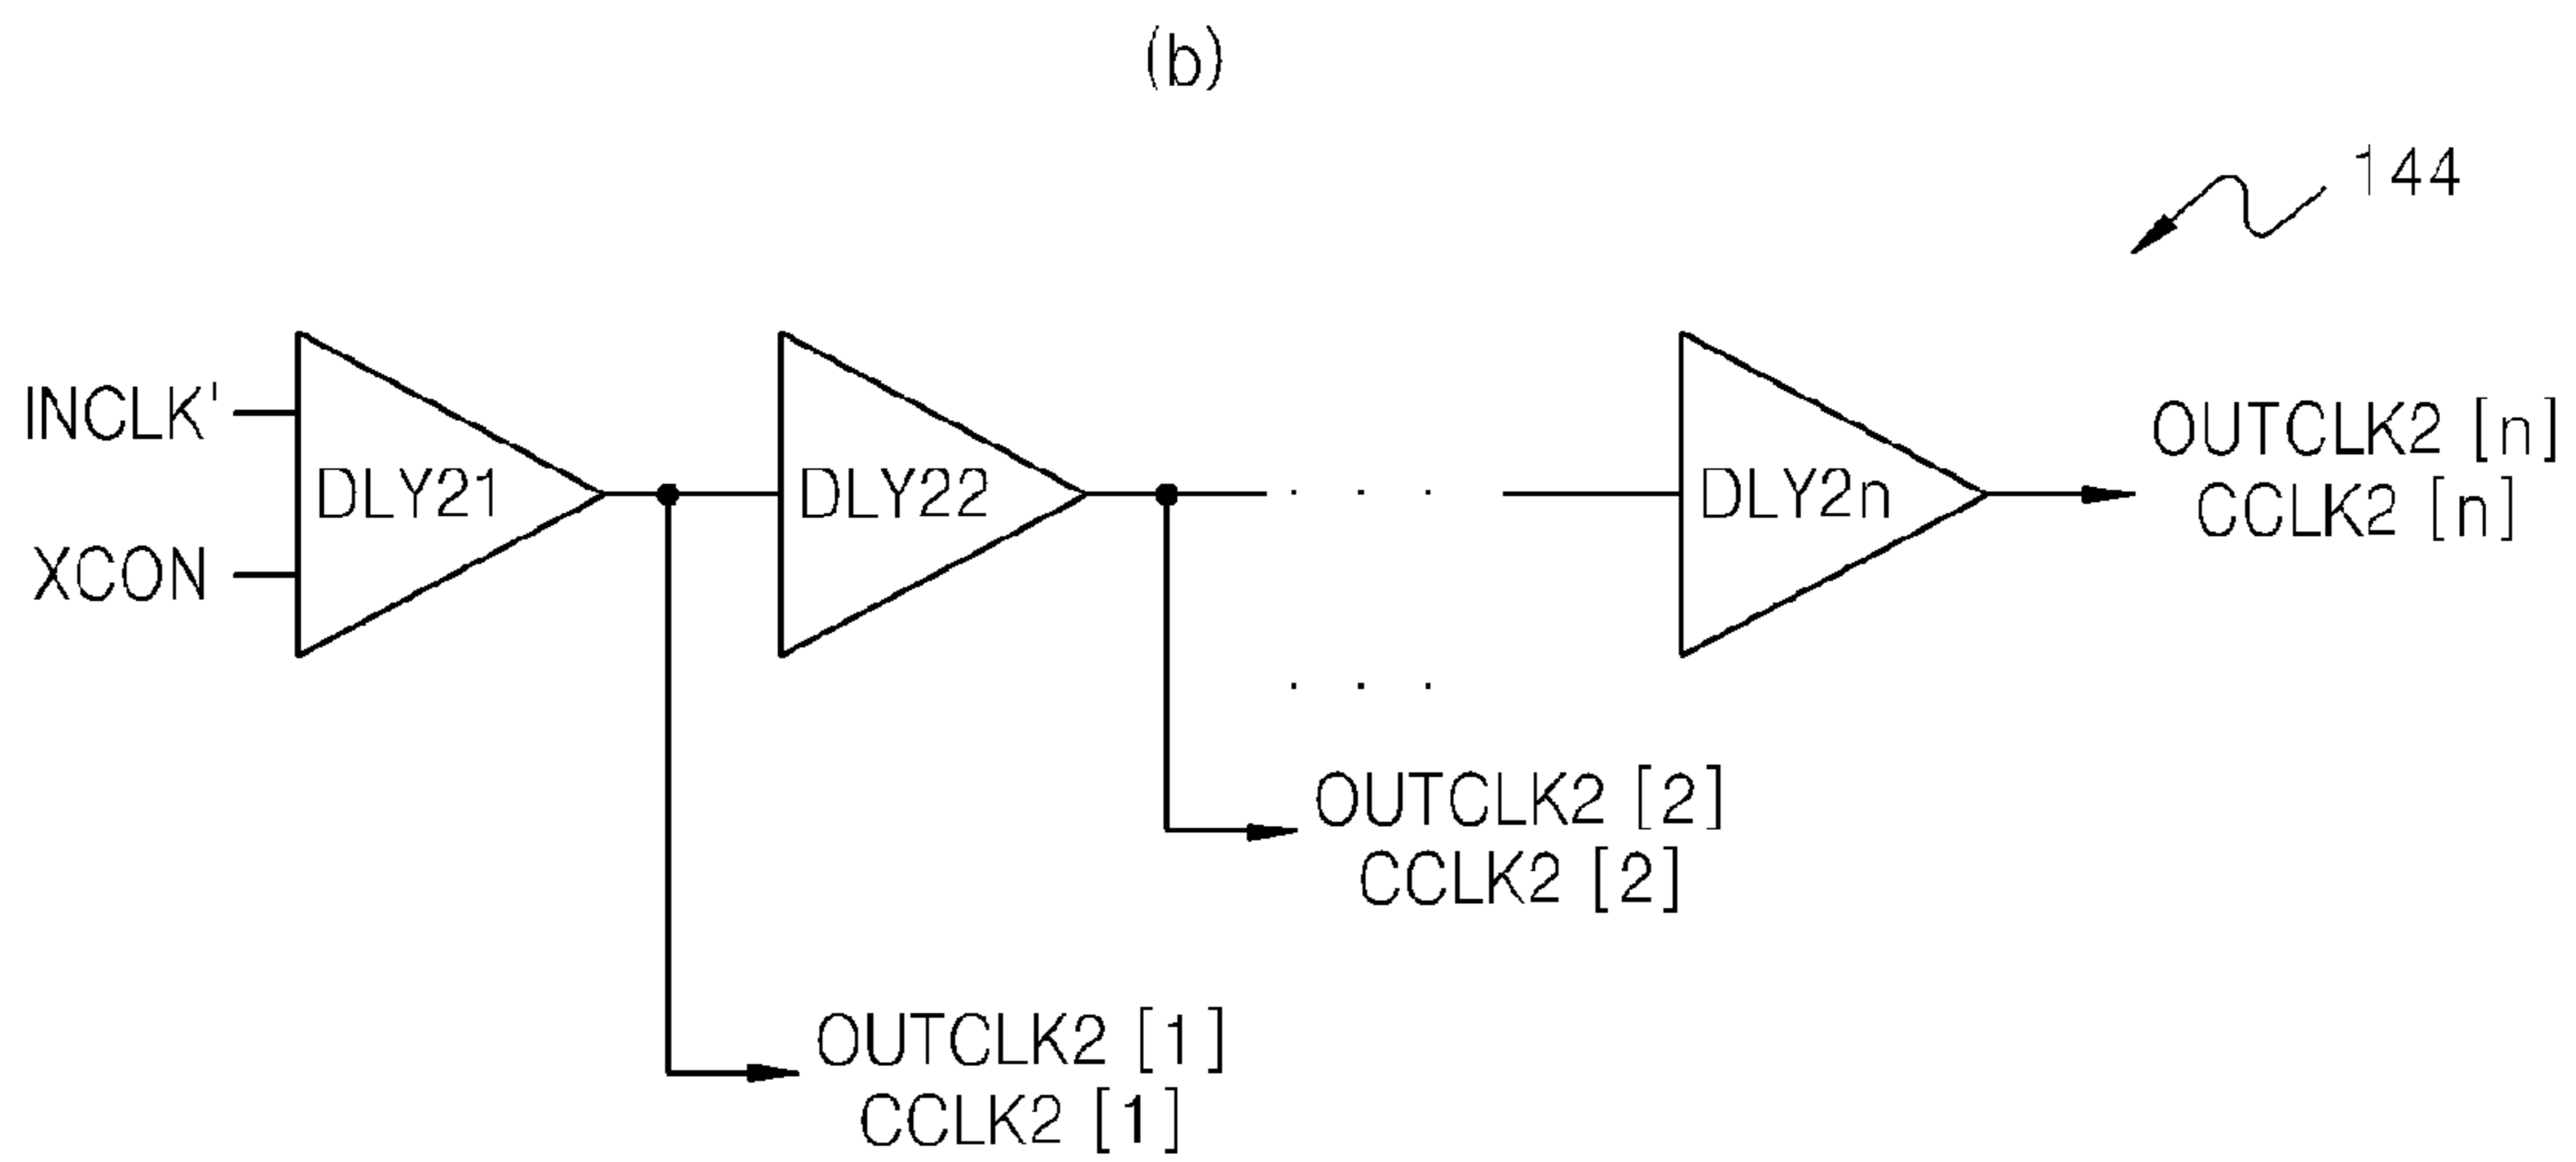 (b)
144
INCLK'
XCON
DLY21
DLY22
DLY2n
OUTCLK2 [n]
CCLK2 [n]
OUTCLK2 [2]
CCLK2 [2]
OUTCLK2 [1]
CCLK2 [1]